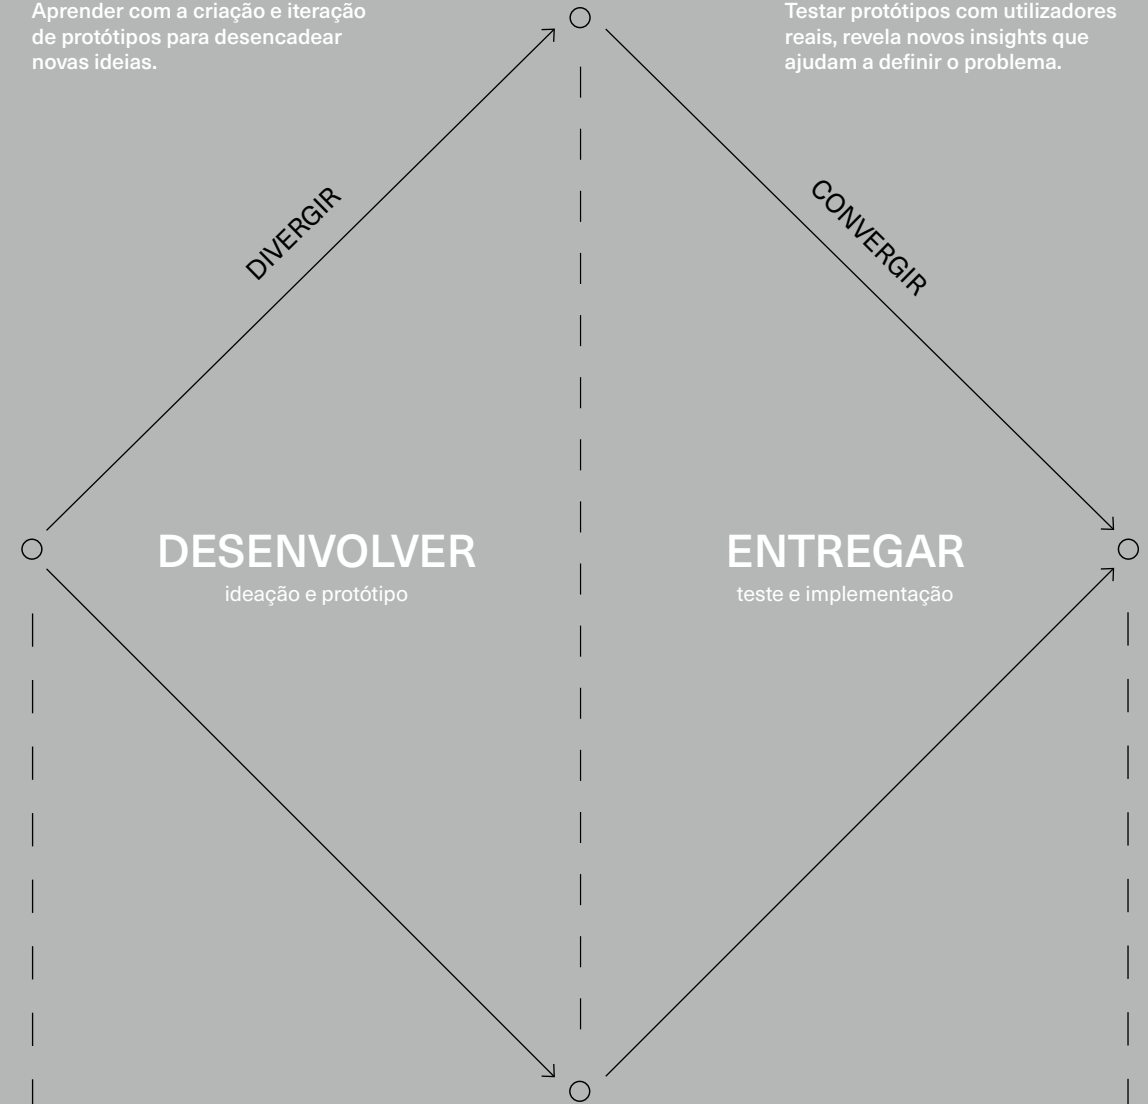 Aprender com a criação e iteração
de protótipos para desencadear
novas ideias.
Testar protótipos com utilizadores
reais, revela novos insights que
ajudam a definir o problema.
DIVERGIR
CONVERGIR
DESENVOLVER
ideação e protótipo
ENTREGAR
teste e implementação